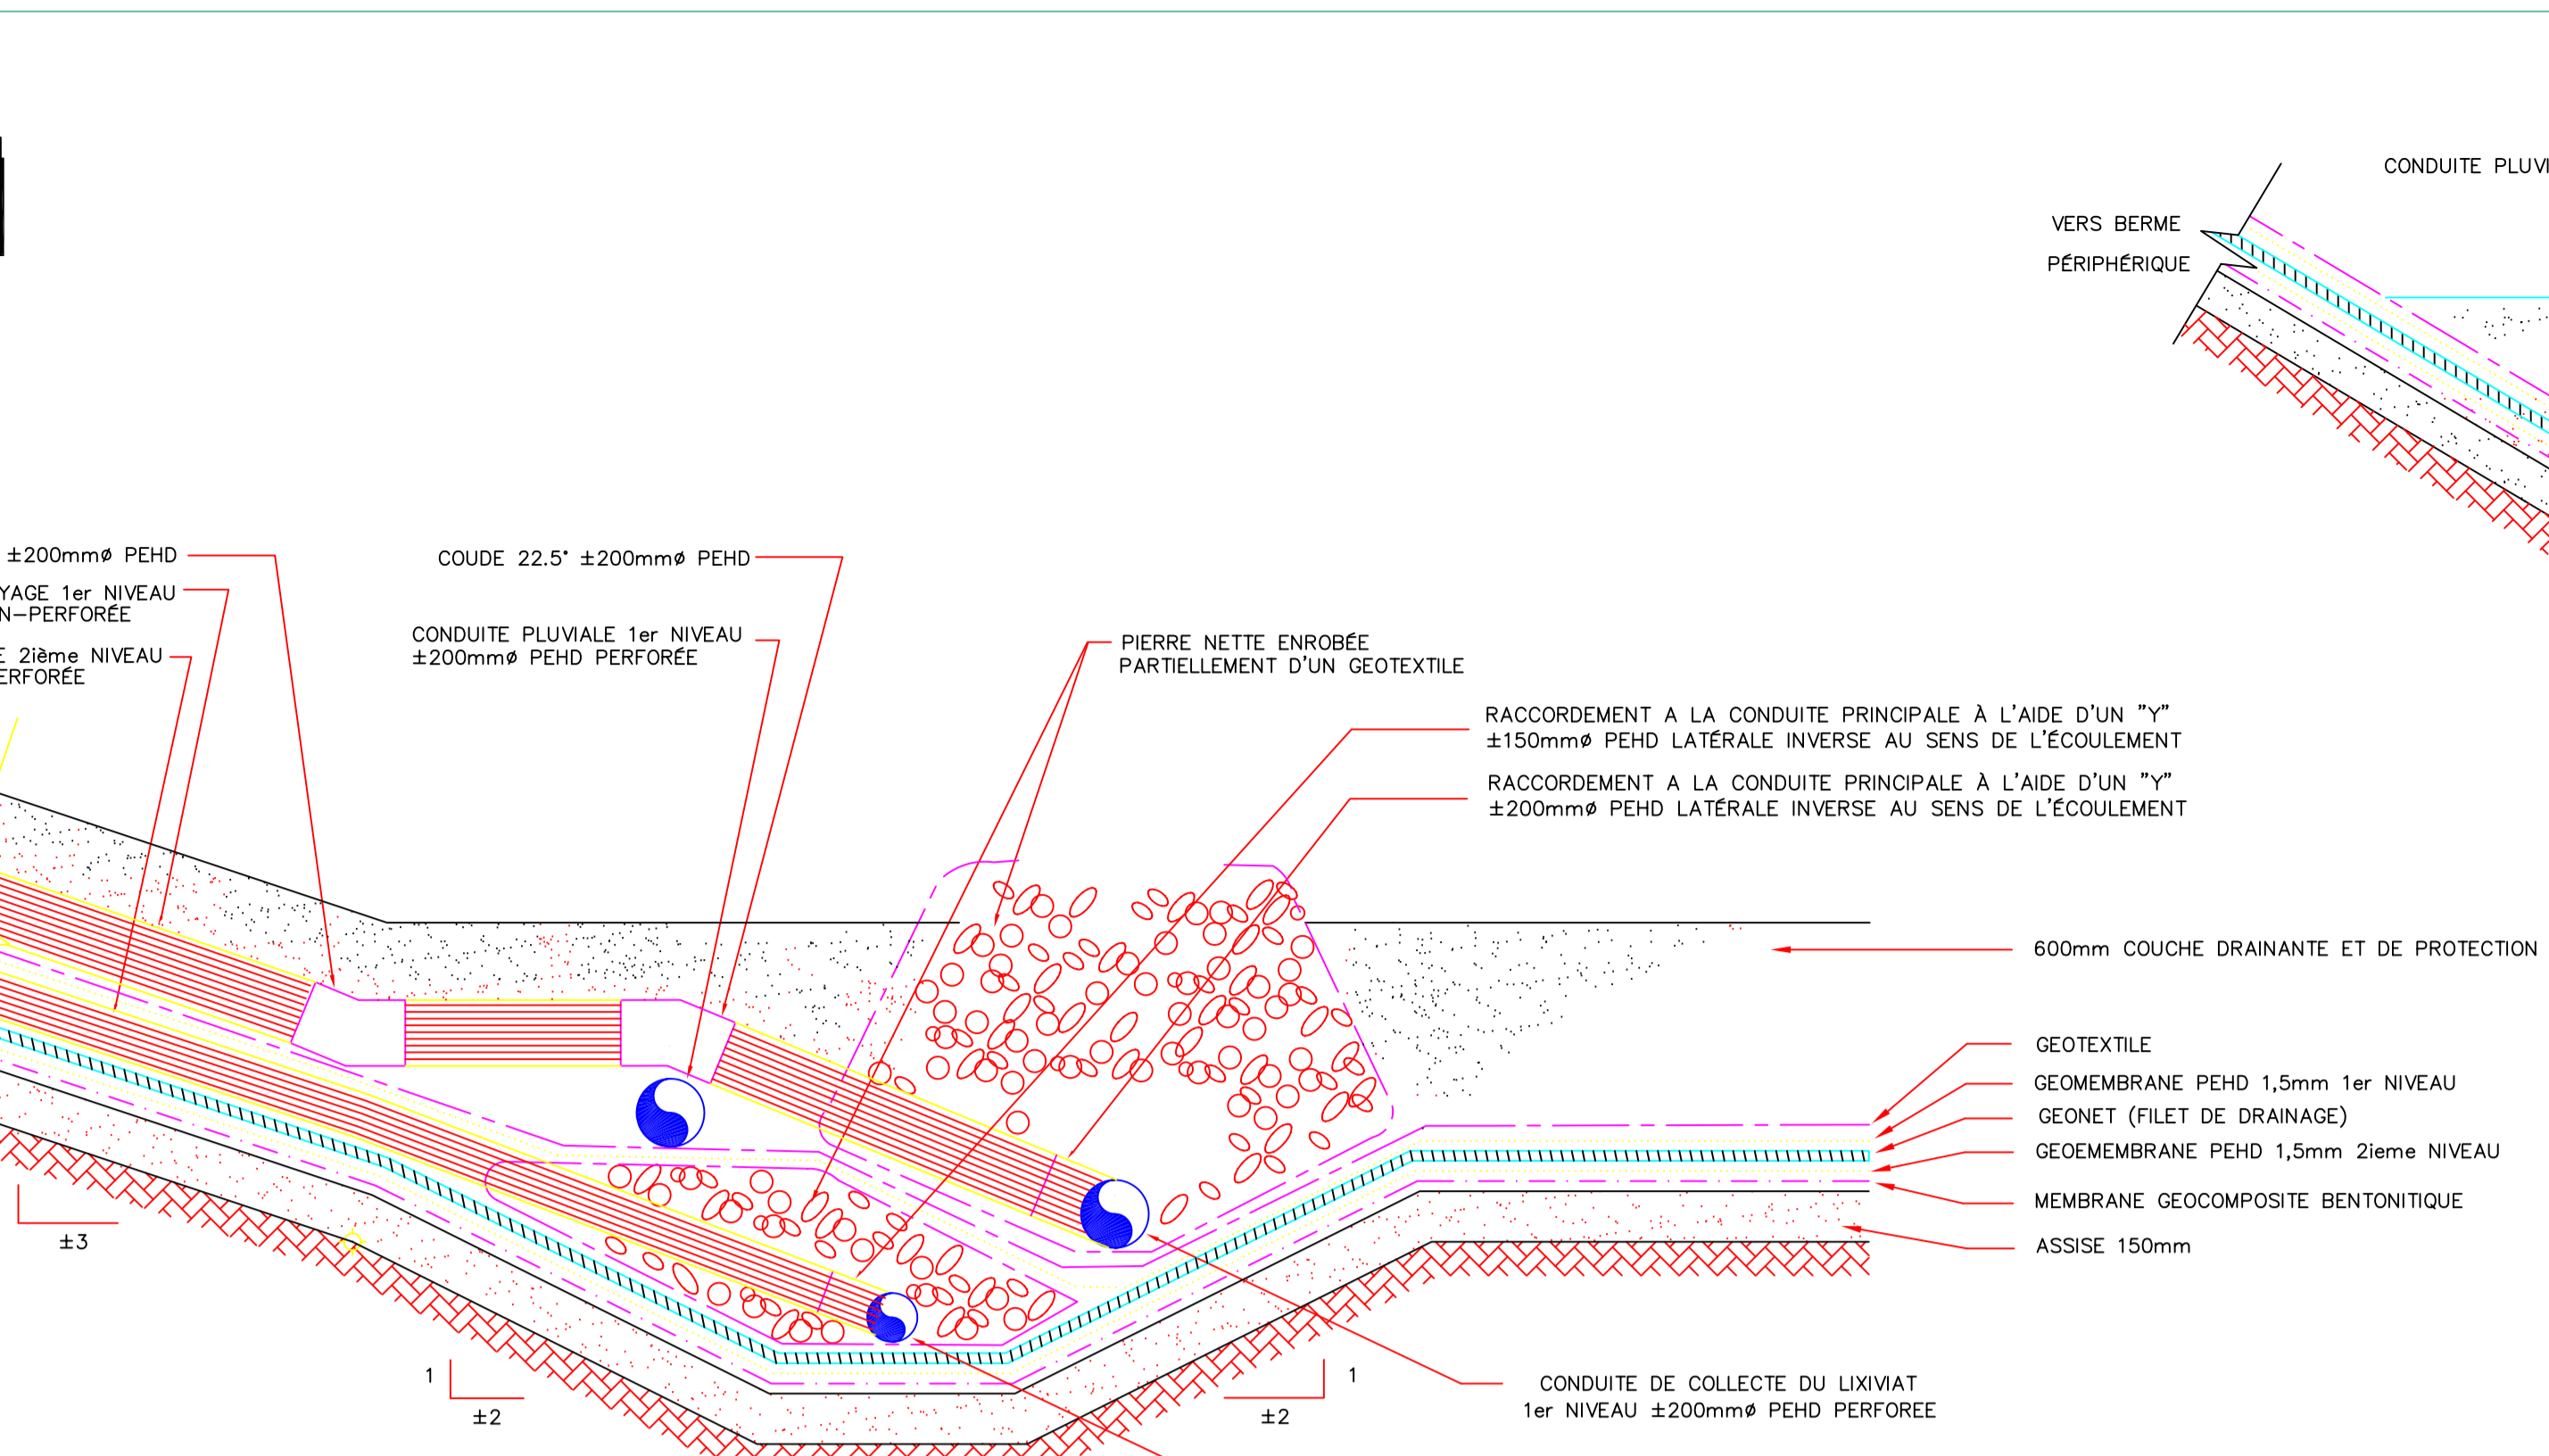 CONDUITE PLUVI
VERS BERME
PÉRIPHÉRIQUE
±200mmø PEHD
YAGE 1er NIVEAU
N-PERFORÉE
E 2ième NIVEAU
ERFORÉE
COUDE 22.5° ±200mmø PEHD
CONDUITE PLUVIALE 1er NIVEAU
±200mmø PEHD PERFORÉE
PIERRE NETTE ENROBÉE
PARTIELLEMENT D'UN GEOTEXTILE
RACCORDEMENT A LA CONDUITE PRINCIPALE À L'AIDE D'UN "Y"
±150mmø PEHD LATÉRALE INVERSE AU SENS DE L'ÉCOULEMENT
RACCORDEMENT A LA CONDUITE PRINCIPALE À L'AIDE D'UN "Y"
±200mmø PEHD LATÉRALE INVERSE AU SENS DE L'ÉCOULEMENT
600mm COUCHE DRAINANTE ET DE PROTECTION
GEOTEXTILE
GEOMEMBRANE PEHD 1,5mm 1er NIVEAU
GEONET (FILET DE DRAINAGE)
GEOEMEMBRANE PEHD 1,5mm 2ieme NIVEAU
MEMBRANE GEOCOMPOSITE BENTONITIQUE
ASSISE 150mm
±3
1
±2
1
±2
CONDUITE DE COLLECTE DU LIXIVIAT
1er NIVEAU ±200mmø PEHD PERFOREE